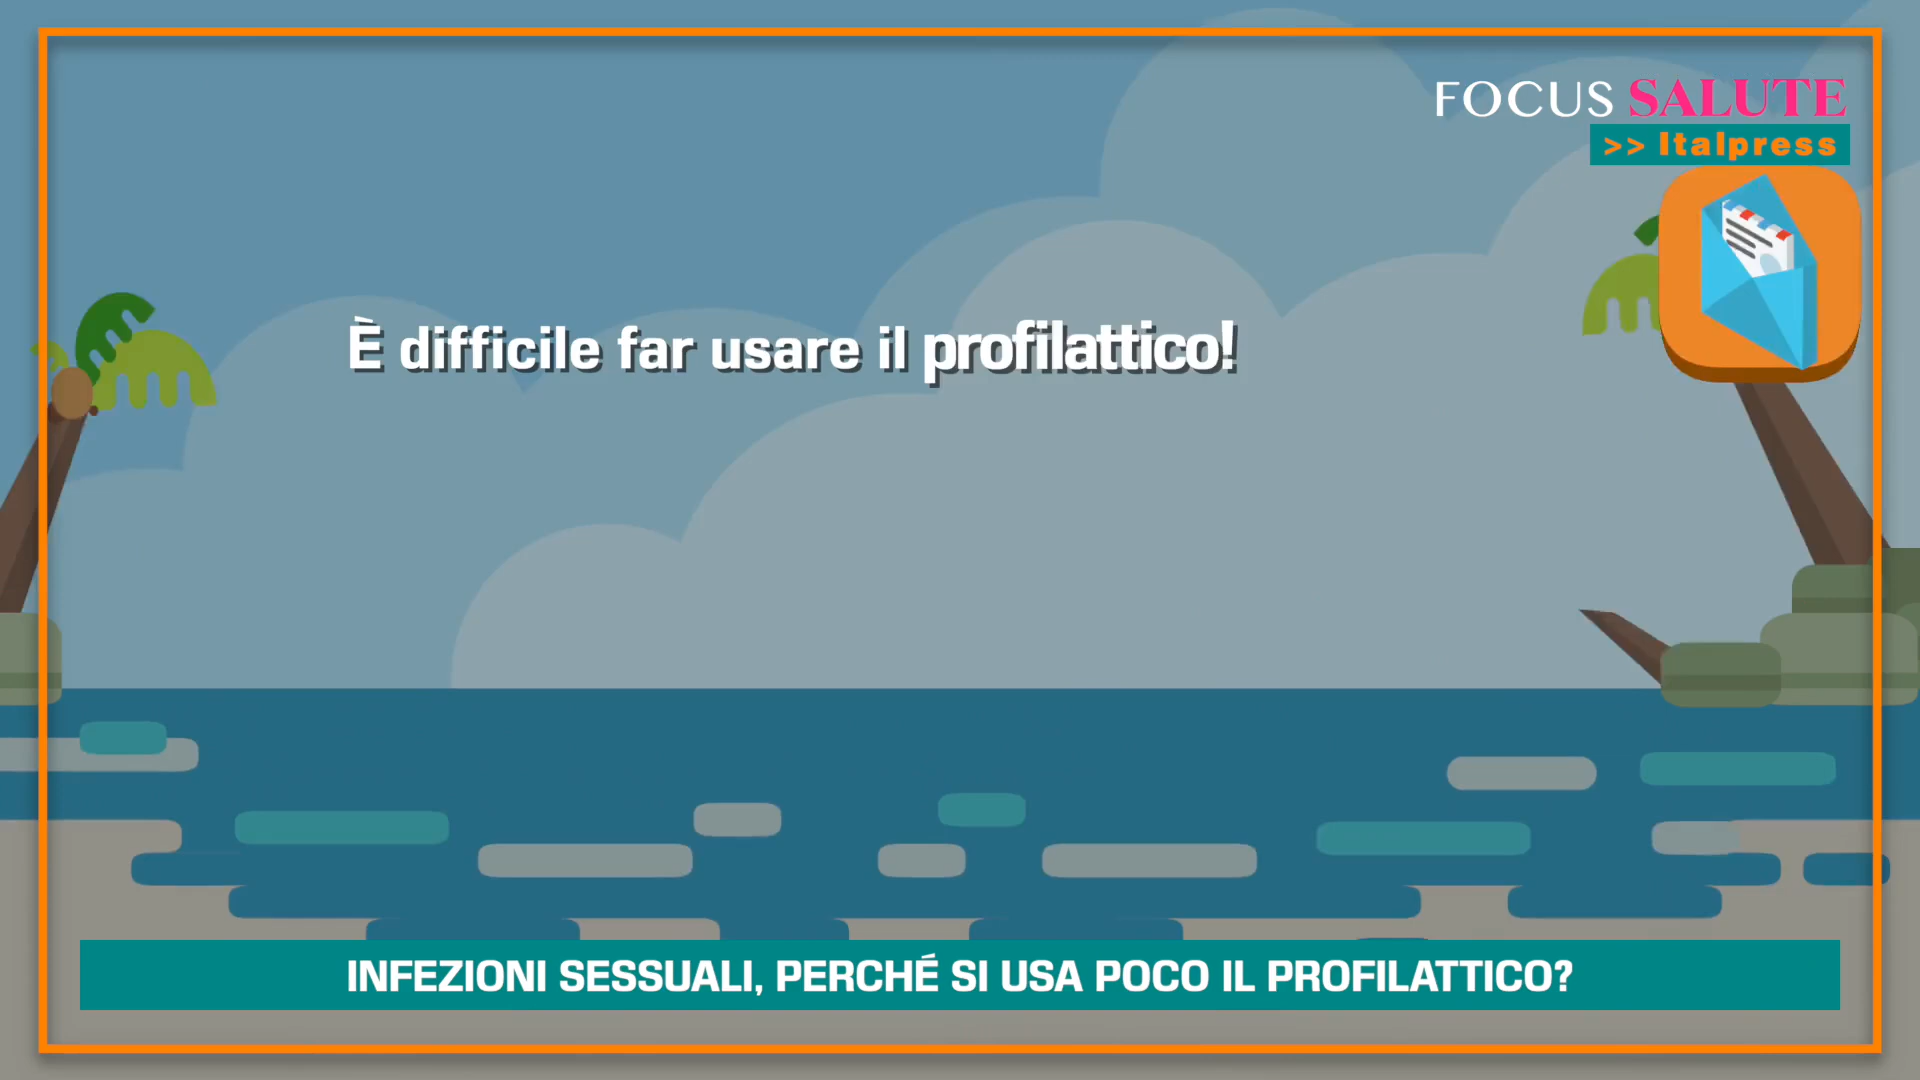 FOCUS SALUTE
>> Italpress
È difficile far usare il profilattico!
INFEZIONI SESSUALI, PERCHÉ SI USA POCO IL PROFILATTICO?